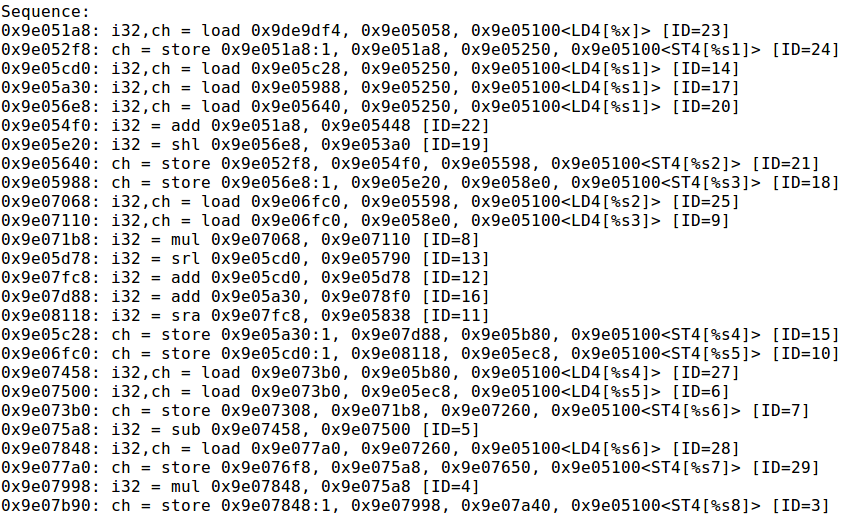 Sequence:
0x9e051a8: i32,ch = load 0x9de9df4, 0x9e05058, 0x9e05100<LD4[%x]> [ID=23]
0x9e052f8: ch = store 0x9e051a8:1, 0x9e051a8, 0x9e05250, 0x9e05100<ST4[%s1]> [ID=24]
0x9e05cd0: i32,ch = load 0x9e05c28, 0x9e05250, 0x9e05100<LD4[%s1]> [ID=14]
0x9e05a30: i32,ch = load 0x9e05988, 0x9e05250, 0x9e05100<LD4[%s1]> [ID=17]
0x9e056e8: i32,ch = load 0x9e05640, 0x9e05250, 0x9e05100<LD4[%s1]> [ID=20]
0x9e054f0: i32 = add 0x9e051a8, 0x9e05448 [ID=22]
0x9e05e20: i32 = shl 0x9e056e8, 0x9e053a0 [ID=19]
0x9e05640: ch = store 0x9e052f8, 0x9e054f0, 0x9e05598, 0x9e05100<ST4[%s2]> [ID=21]
0x9e05988: ch = store 0x9e056e8:1, 0x9e05e20, 0x9e058e0, 0x9e05100<ST4[%s3]> [ID=18]
0x9e07068: i32,ch = load 0x9e06fc0, 0x9e05598, 0x9e05100<LD4[%s2]> [ID=25]
0x9e07110: i32,ch = load 0x9e06fc0, 0x9e058e0, 0x9e05100<LD4[%s3]> [ID=9]
0x9e071b8: i32 = mul 0x9e07068, 0x9e07110 [ID=8]
0x9e05d78: i32 = srl 0x9e05cd0, 0x9e05790 [ID=13]
0x9e07fc8: i32 = add 0x9e05cd0, 0x9e05d78 [ID=12]
0x9e07d88: i32 = add 0x9e05a30, 0x9e078f0 [ID=16]
0x9e08118: i32 = sra 0x9e07fc8, 0x9e05838 [ID=11]
0x9e05c28: ch = store 0x9e05a30:1, 0x9e07d88, 0x9e05b80, 0x9e05100<ST4[%s4]> [ID=15]
0x9e06fc0: ch = store 0x9e05cd0:1, 0x9e08118, 0x9e05ec8, 0x9e05100<ST4[%s5]> [ID=10]
0x9e07458: i32,ch = load 0x9e073b0, 0x9e05b80, 0x9e05100<LD4[%s4]> [ID=27]
0x9e07500: i32,ch = load 0x9e073b0, 0x9e05ec8, 0x9e05100<LD4[%s5]> [ID=6]
0x9e073b0: ch = store 0x9e07308, 0x9e071b8, 0x9e07260, 0x9e05100<ST4[%s6]> [ID=7]
0x9e075a8: i32 = sub 0x9e07458, 0x9e07500 [ID=5]
0x9e07848: i32,ch = load 0x9e077a0, 0x9e07260, 0x9e05100<LD4[%s6]> [ID=28]
0x9e077a0: ch = store 0x9e076f8, 0x9e075a8, 0x9e07650, 0x9e05100<ST4[%s7]> [ID=29]
0x9e07998: i32 = mul 0x9e07848, 0x9e075a8 [ID=4]
0x9e07b90: ch = store 0x9e07848:1, 0x9e07998, 0x9e07a40, 0x9e05100<ST4[%s8]> [ID=3]